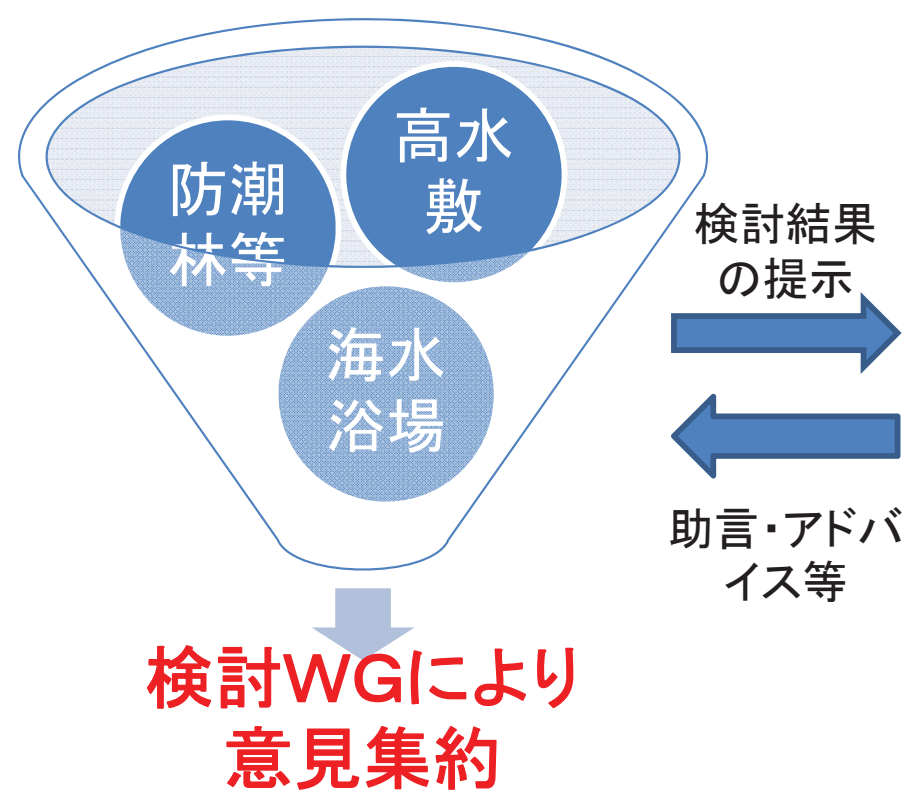 高水
敷
防潮
林等
海水
浴場
検討結果
の提示
助言・アドバ
イス等
検討WGにより
意見集約